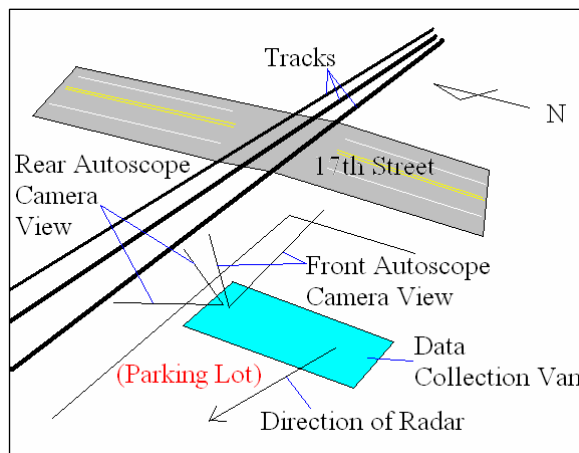 Tracks
N
Rear Autoscope
Camera
View
17th Street
Front Autoscope
Camera View
(Parking Lot)
Data
Collection Van
Direction of Radar